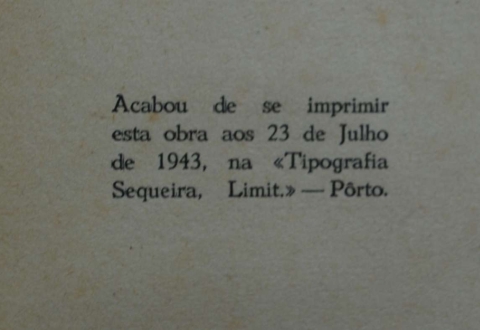 Acabou de se imprimir
esta obra aos 23 de Julho
de 1943, na «Tipografia
Sequeira, Limit.» — Pôrto.